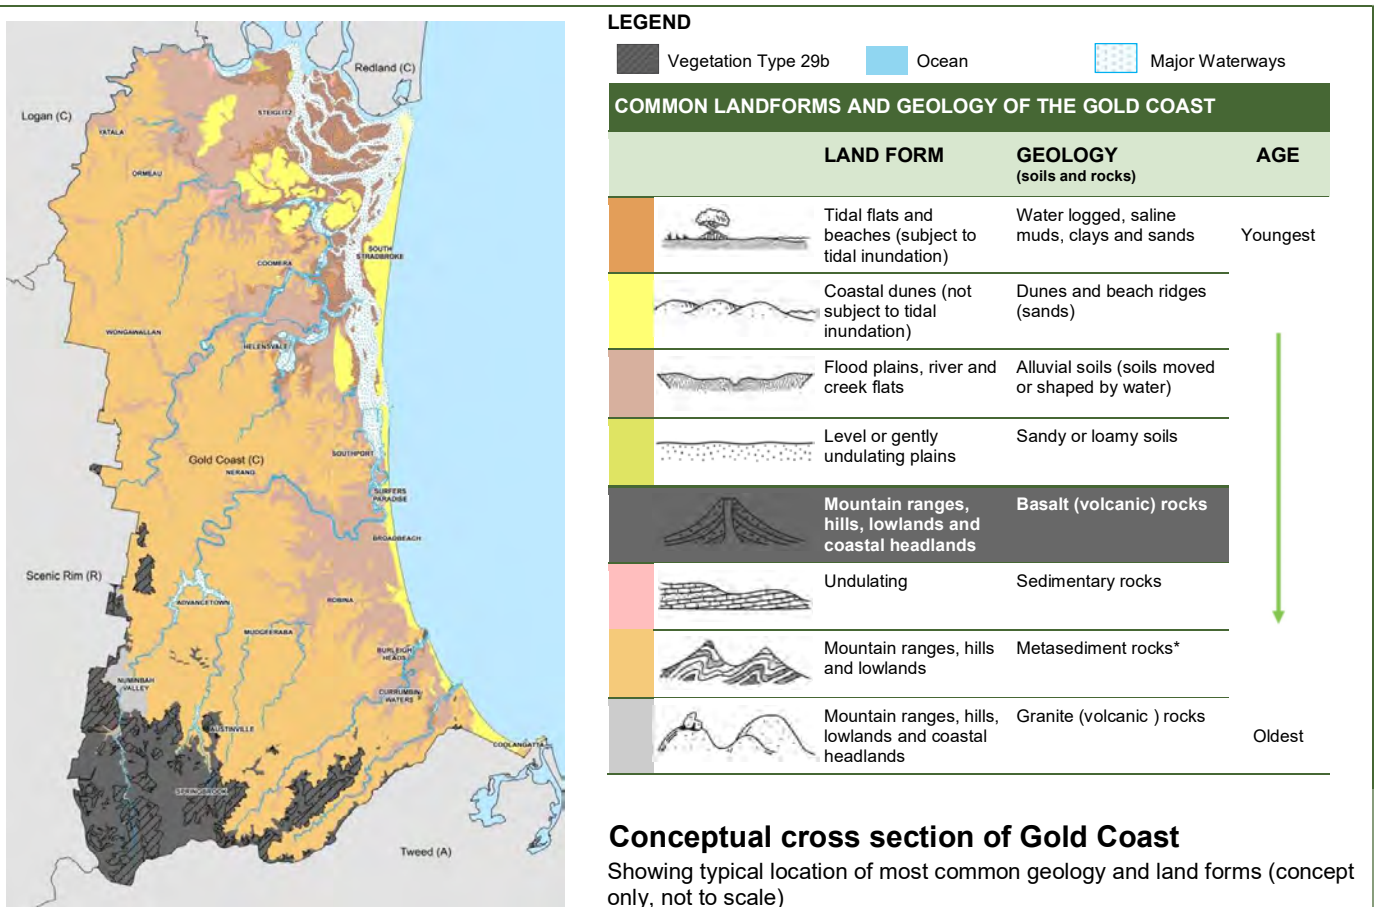 LEGEND
Vegetation Type 29b
Ocean
Major Waterways
COMMON LANDFORMS AND GEOLOGY OF THE GOLD COAST
LAND FORM
GEOLOGY
(soils and rocks)
AGE
Tidal flats and
beaches (subject to
tidal inundation)
Water logged, saline
muds, clays and sands
Youngest
Coastal dunes (not
subject to tidal
inundation)
Dunes and beach ridges
(sands)
Flood plains, river and
creek flats
Alluvial soils (soils moved
or shaped by water)
Level or gently
undulating plains
Sandy or loamy soils
Mountain ranges,
hills, lowlands and
coastal headlands
Basalt (volcanic) rocks
Undulating
Sedimentary rocks
Mountain ranges, hills
and lowlands
Metasediment rocks*
Mountain ranges, hills,
lowlands and coastal
headlands
Granite (volcanic ) rocks
Oldest
Conceptual cross section of Gold Coast
Showing typical location of most common geology and land forms (concept
only, not to scale)
Redland (C)
Logan (C)
STEIGLITZ
YATALA
ORMEAU
SOUTH
STRADBROKE
COOMERA
WONGAWALLAN
HELENSVALE
SOUTHPORT
Gold Coast (C)
NERANG
SURFERS
PARADISE
BROADBEACH
Scenic Rim (R)
ADVANCETOWN
ROBINA
MUDGEERABA
BURLEIGH
HEADS
NUMINBAH
VALLEY
CURRUMBIN
WATERS
AUSTINVILLE
COOLANGATTA
SPRINGBROOK
Tweed (A)